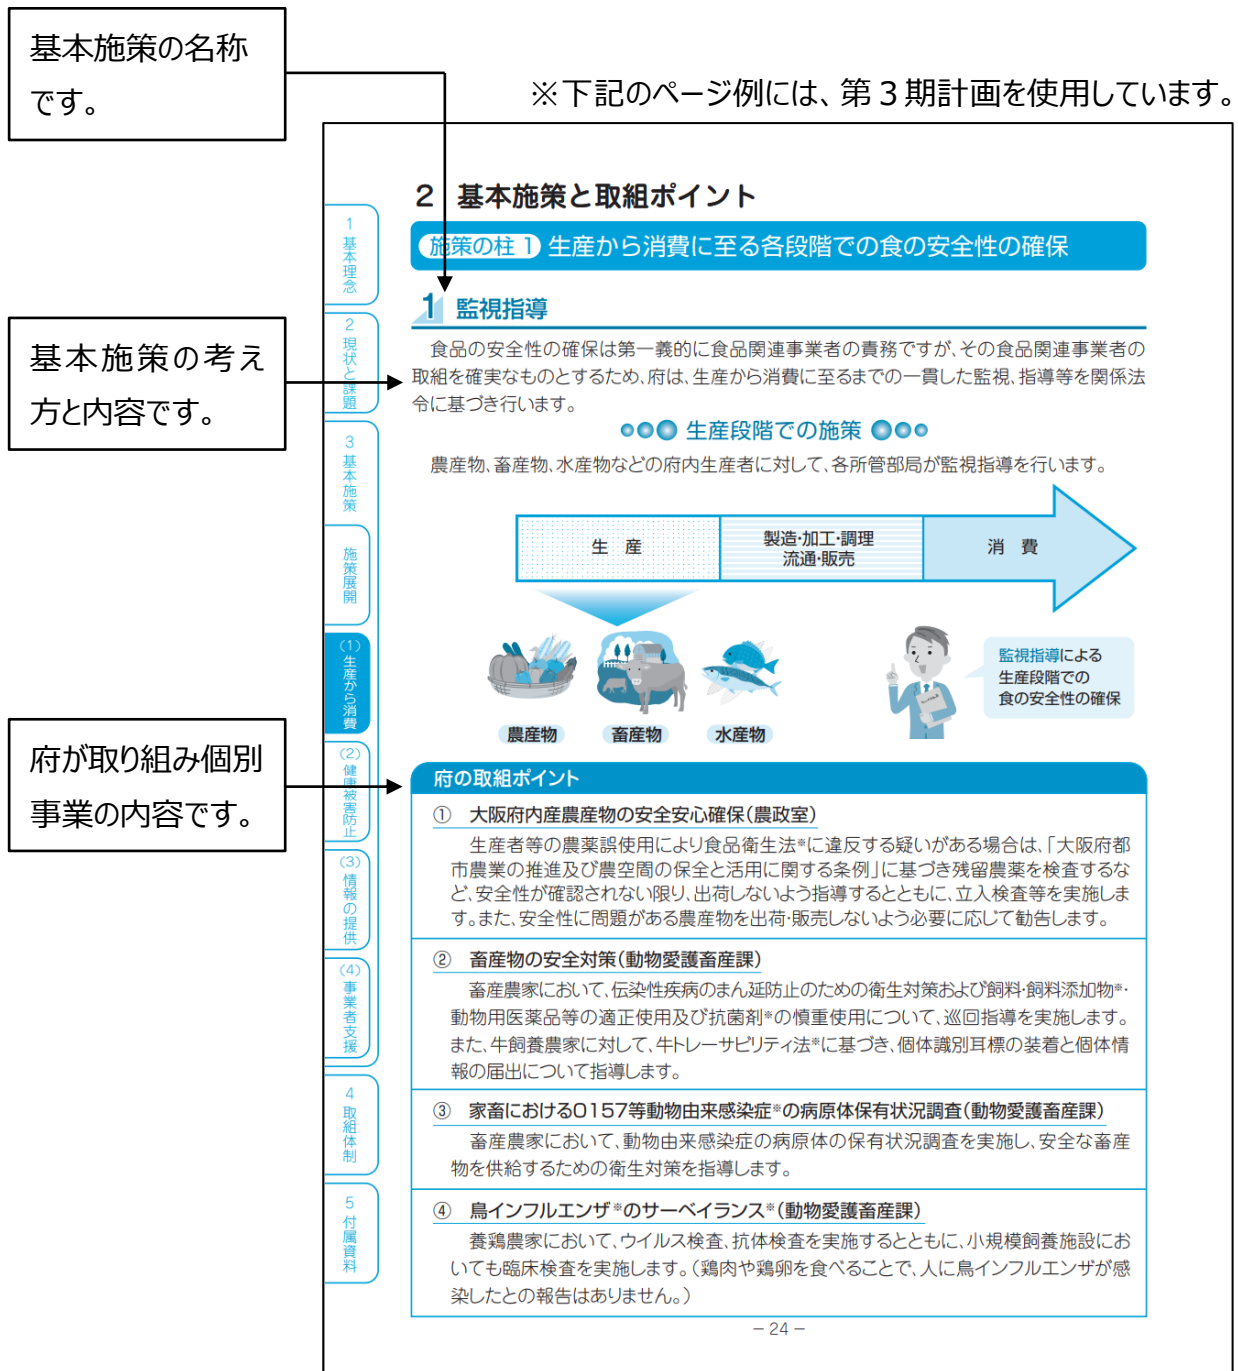 基本施策の名称
です。
※下記のページ例には、第3期計画を使用しています。
2 基本施策と取組ポイント
施策の柱1 生産から消費に至る各段階での食の安全性の確保
1 監視指導
食品の安全性の確保は第一義的に食品関連事業者の責務ですが、その食品関連事業者の
取組を確実なものとするため、府は、生産から消費に至るまでの一貫した監視、指導等を関係法
令に基づき行います。
基本施策の考え
方と内容です。
生産段階での施策
農産物、畜産物、水産物などの府内生産者に対して、各所管部局が監視指導を行います。
生 産
製造・加工・調理
流通・販売
消 費
監視指導による
生産段階での
食の安全性の確保
農産物
畜産物
水産物
府が取り組み個別
事業の内容です。
府の取組ポイント
① 大阪府内産農産物の安全安心確保(農政室)
生産者等の農薬誤使用により食品衛生法※に違反する疑いがある場合は、「大阪府都
市農業の推進及び農空間の保全と活用に関する条例」に基づき残留農薬を検査するな
ど、安全性が確認されない限り、出荷しないよう指導するとともに、立入検査等を実施しま
す。また、安全性に問題がある農産物を出荷・販売しないよう必要に応じて勧告します。
② 畜産物の安全対策(動物愛護畜産課)
畜産農家において、伝染性疾病のまん延防止のための衛生対策および飼料・飼料添加物※・
動物用医薬品等の適正使用及び抗菌剤※の慎重使用について、巡回指導を実施します。
また、牛飼養農家に対して、牛トレーサビリティ法※に基づき、個体識別耳標の装着と個体情
報の届出について指導します。
③ 家畜におけるO157等動物由来感染症※の病原体保有状況調査(動物愛護畜産課)
畜産農家において、動物由来感染症の病原体の保有状況調査を実施し、安全な畜産
物を供給するための衛生対策を指導します。
④ 鳥インフルエンザ※のサーベイランス※(動物愛護畜産課)
養鶏農家において、ウイルス検査、抗体検査を実施するとともに、小規模飼養施設にお
いても臨床検査を実施します。(鶏肉や鶏卵を食べることで、人に鳥インフルエンザが感
染したとの報告はありません。)
1 基本理念
2 現状と課題
3 基本施策
施策展開
(1)生産から消費
(2)健康被害防止
(3)情報の提供
(4)事業者支援
4 取組体制
5 付属資料
− 24 −